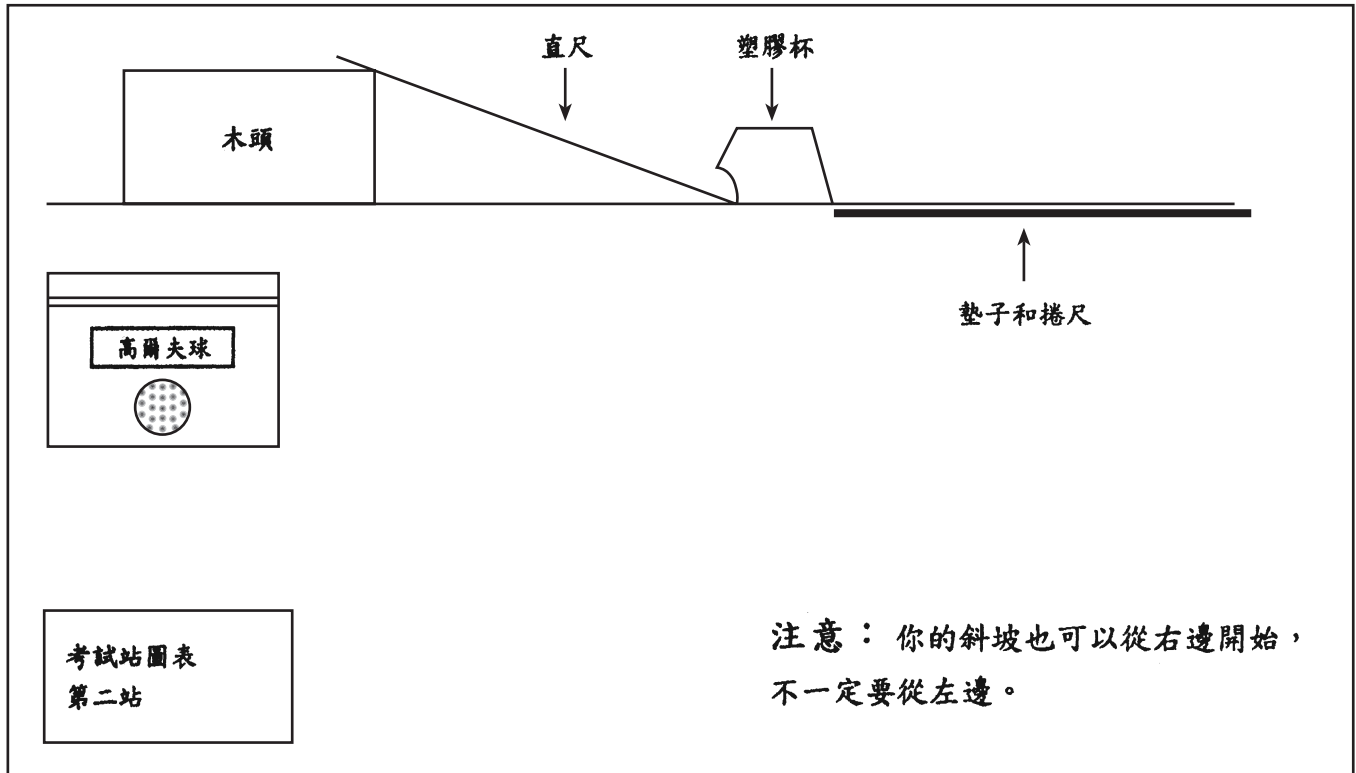 直尺
塑膠杯
木頭
墊子和捲尺
高爾夫球
考試站圖表
第二站
注意：你的斜坡也可以從右邊開始，
不一定要從左邊。